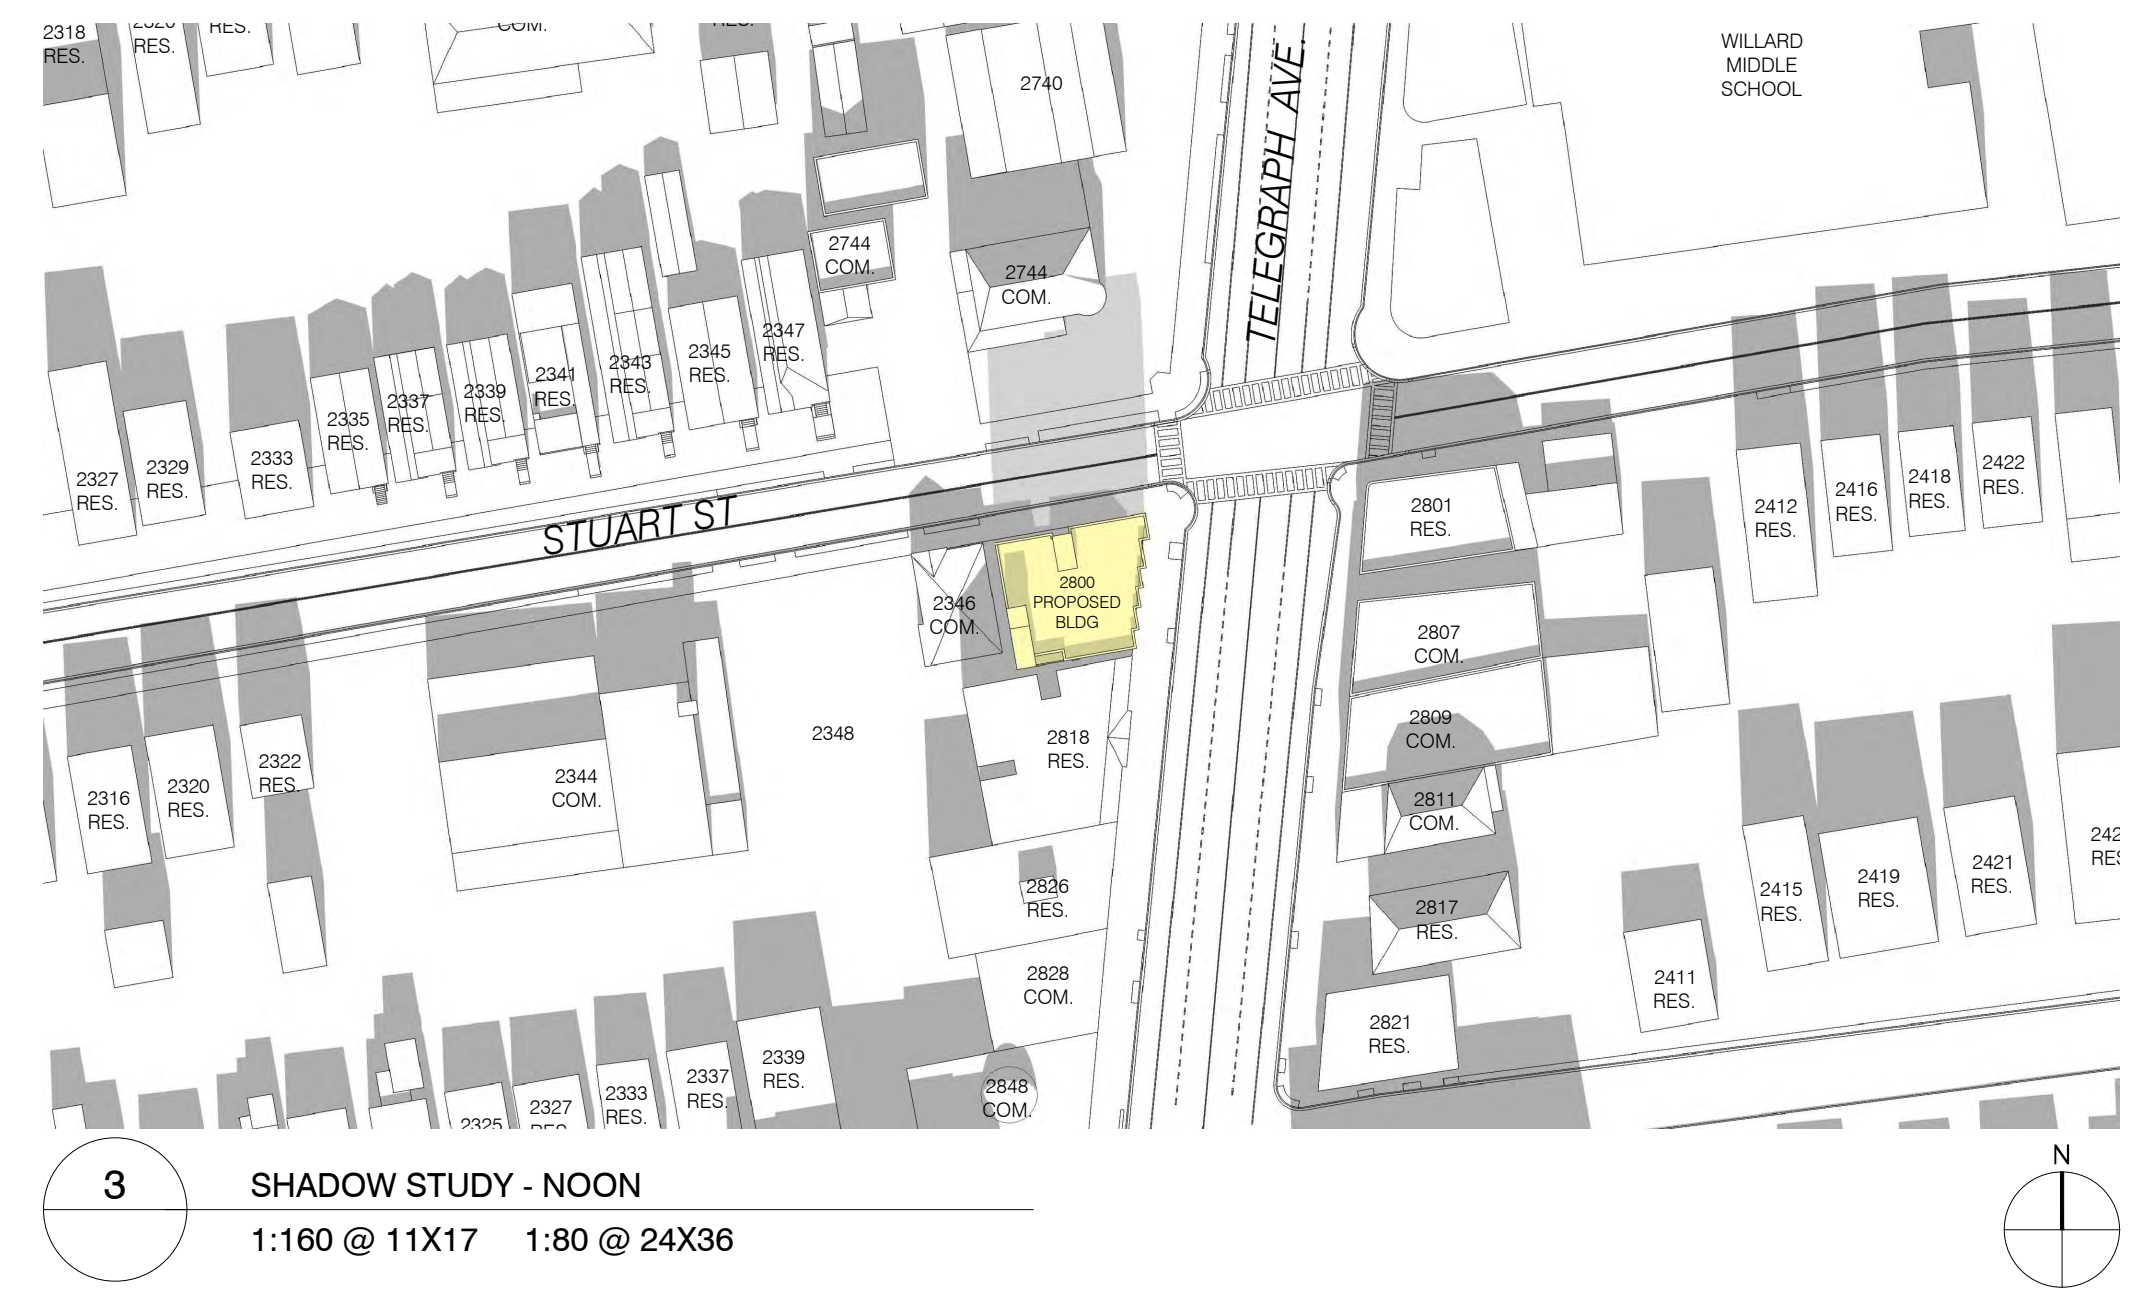 2318
RES.
RES.
RES.
COM.
2740
TELEGRAPH AVE.
WILLARD
MIDDLE
SCHOOL
2744
COM.
2744
COM.
2347
RES.
2345
RES.
2343
RES.
2341
RES.
2339
RES.
2337
RES.
2335
RES.
2333
RES.
2329
RES.
2327
RES.
STUART ST
2801
RES.
2412
RES.
2416
RES.
2418
RES.
2422
RES.
2800
PROPOSED
BLDG
2346
COM.
2807
COM.
2809
COM.
2811
COM.
2817
RES.
2821
RES.
2316
RES.
2320
RES.
2322
RES.
2344
COM.
2348
2818
RES.
2826
RES.
2828
COM.
2848
COM.
2411
RES.
2415
RES.
2419
RES.
2421
RES.
2325
2327
RES.
2333
RES.
2337
RES.
2339
RES.
3
SHADOW STUDY - NOON
1:160 @ 11X17 1:80 @ 24X36
N